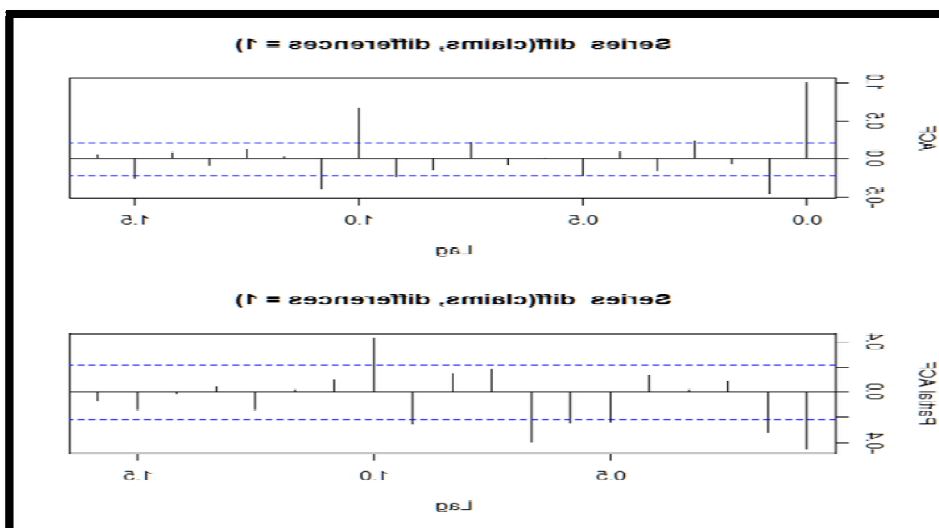 Series diff(claims, differences = 1)
ACF
1.0
0.5
0.0
-0.5
0.0 0.5 1.0 1.5
Lag
Series diff(claims, differences = 1)
Partial ACF
0.4
0.0
-0.4
0.5 1.0 1.5
Lag